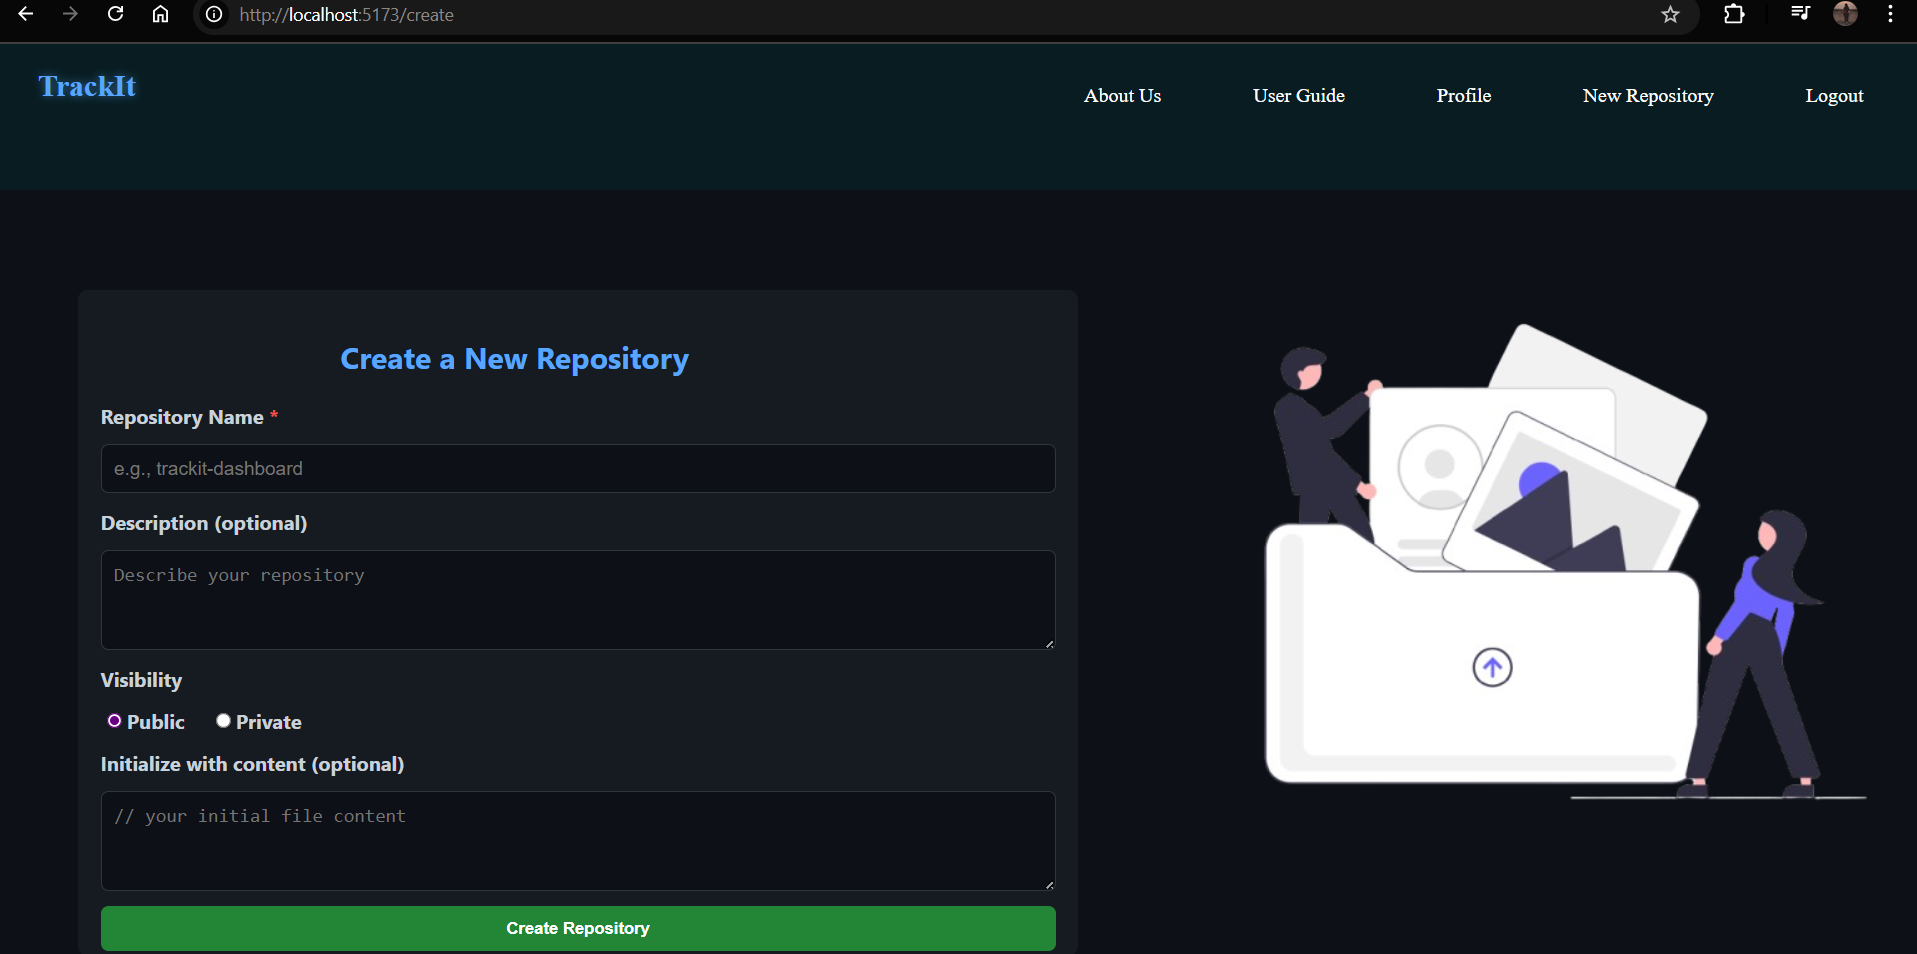 http://localhost:5173/create
TrackIt
About Us
User Guide
Profile
New Repository
Logout
Create a New Repository
Repository Name *
e.g., trackit-dashboard
Description (optional)
Describe your repository
Visibility
Public
Private
Initialize with content (optional)
// your initial file content
Create Repository